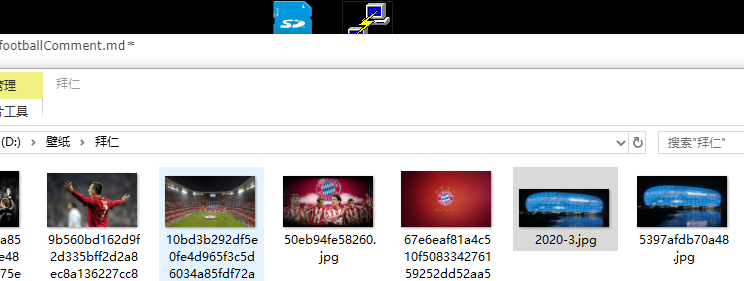 SD
footballComment.md*
管理
拜仁
片工具
(D:) > 壁纸 > 拜仁
搜索"拜仁"
a85
e48
75e
9b560bd162d9f
2d335bff2d2a8
ec8a136227cc8
10bd3b292df5e
0fe4d965f3c5d
6034a85fdf72a
50eb94fe58260.
jpg
67e6eaf81a4c5
10f5083342761
59252dd52aa5
2020-3.jpg
5397afdb70a48
.jpg